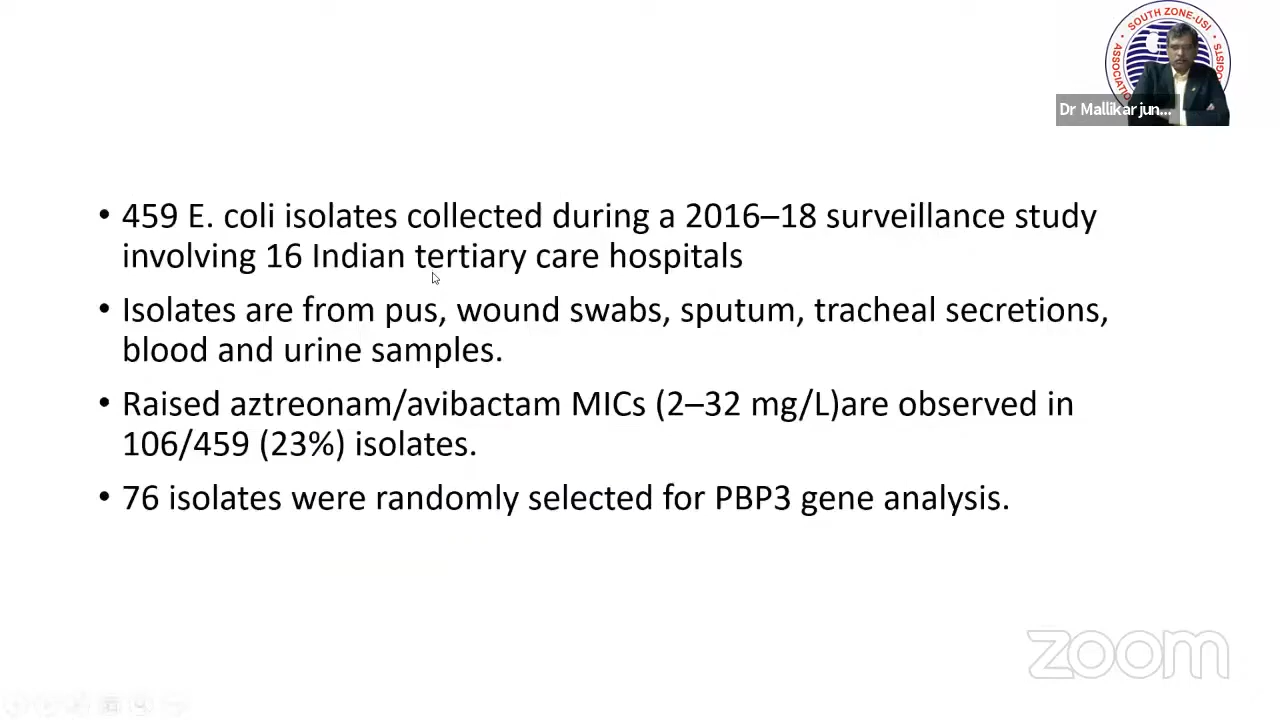 SOUTH ZONE-USI
Dr Mallikarjun...
• 459 E. coli isolates collected during a 2016–18 surveillance study
involving 16 Indian tertiary care hospitals
• Isolates are from pus, wound swabs, sputum, tracheal secretions,
blood and urine samples.
• Raised aztreonam/avibactam MICs (2–32 mg/L)are observed in
106/459 (23%) isolates.
• 76 isolates were randomly selected for PBP3 gene analysis.
zoom